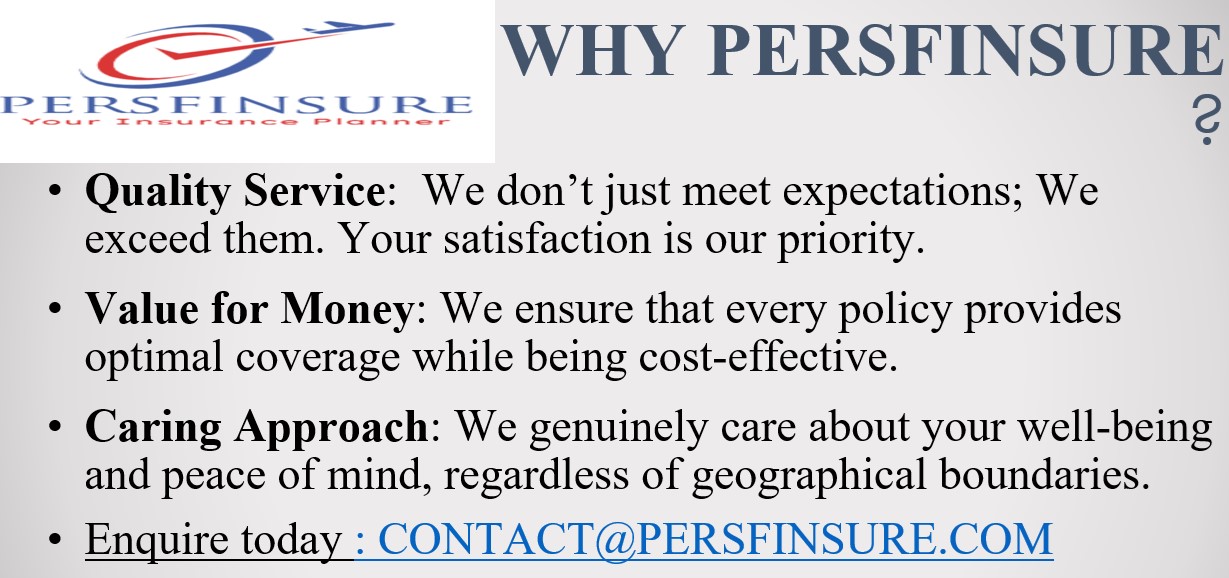 PERSFINSURE
Your Insurance Planner
WHY PERSFINSURE
?
• Quality Service:  We don’t just meet expectations; We
exceed them. Your satisfaction is our priority.
• Value for Money: We ensure that every policy provides
optimal coverage while being cost-effective.
• Caring Approach: We genuinely care about your well-being
and peace of mind, regardless of geographical boundaries.
• Enquire today : CONTACT@PERSFINSURE.COM